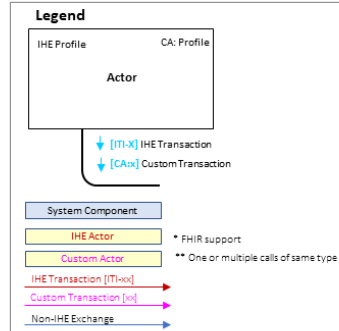 Legend
IHE Profile CA: Profile
Actor
[ITI-X] IHE Transaction
[CA:x] Custom Transaction
System Component
IHE Actor * FHIR support
Custom Actor ** One or multiple calls of same type
IHE Transaction [ITI-xx]
Custom Transaction [xx]
Non-IHE Exchange